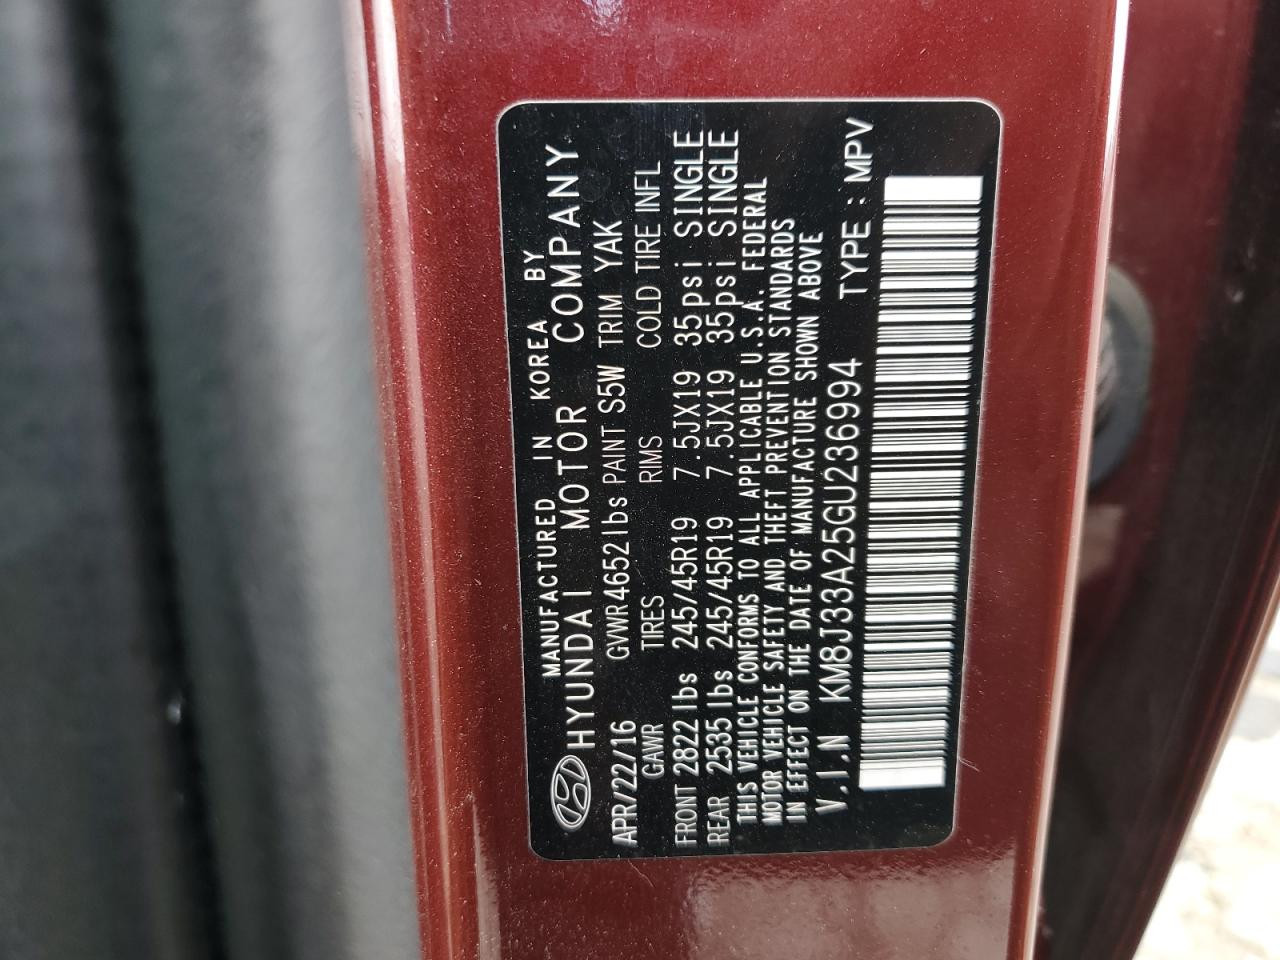 MANUFACTURED IN KOREA BY
HYUNDAI MOTOR COMPANY
APR/22/16 GVWR 4652 lbs PAINT S5W TRIM YAK
GAWR TIRES RIMS COLD TIRE INFL
FRONT 2822 lbs 245/45R19 7.5JX19 35psi SINGLE
REAR 2535 lbs 245/45R19 7.5JX19 35psi SINGLE
THIS VEHICLE CONFORMS TO ALL APPLICABLE U.S.A. FEDERAL
MOTOR VEHICLE SAFETY AND THEFT PREVENTION STANDARDS
IN EFFECT ON THE DATE OF MANUFACTURE SHOWN ABOVE
V.I.N KM8J33A25GU236994 TYPE : MPV